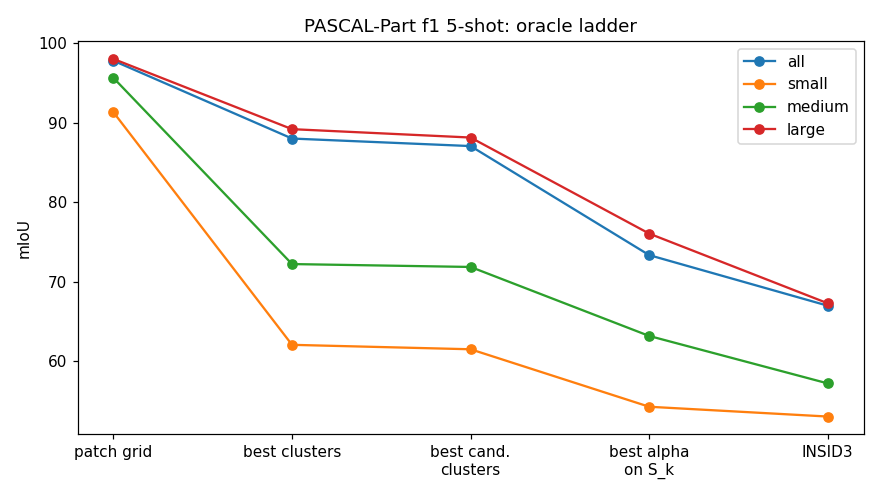 PASCAL-Part f1 5-shot: oracle ladder
100
90
80
70
60
mIoU
all
small
medium
large
patch grid
best clusters
best cand.
clusters
best alpha
on S_k
INSID3